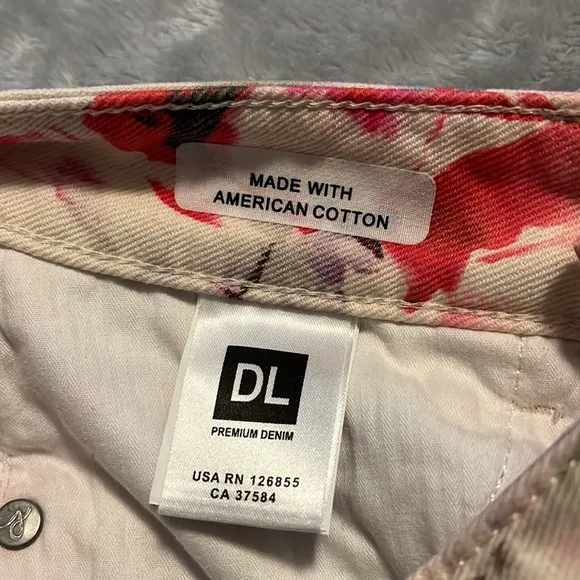 MADE WITH
AMERICAN COTTON
DL
PREMIUM DENIM
USA RN 126855
CA 37584